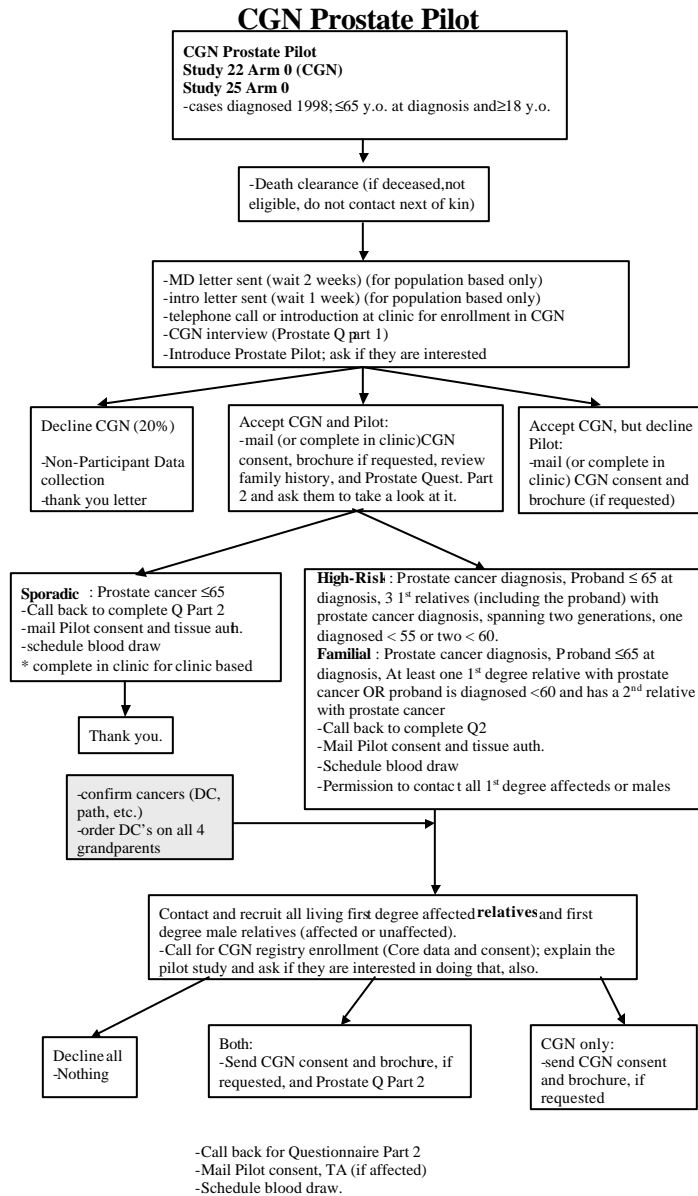 CGN Prostate Pilot
CGN Prostate Pilot
Study 22 Arm 0 (CGN)
Study 25 Arm 0
-cases diagnosed 1998; ≤65 y.o. at diagnosis and ≥18 y.o.
-Death clearance (if deceased,not
eligible, do not contact next of kin)
-MD letter sent (wait 2 weeks) (for population based only)
-intro letter sent (wait 1 week) (for population based only)
-telephone call or introduction at clinic for enrollment in CGN
-CGN interview (Prostate Q part 1)
-Introduce Prostate Pilot; ask if they are interested
Decline CGN (20%)
-Non-Participant Data
collection
-thank you letter
Accept CGN and Pilot:
-mail (or complete in clinic)CGN
consent, brochure if requested, review
family history, and Prostate Quest. Part
2 and ask them to take a look at it.
Accept CGN, but decline
Pilot:
-mail (or complete in
clinic) CGN consent and
brochure (if requested)
Sporadic : Prostate cancer ≤65
-Call back to complete Q Part 2
-mail Pilot consent and tissue auth.
-schedule blood draw
* complete in clinic for clinic based
Thank you.
High-Risk : Prostate cancer diagnosis, Proband ≤ 65 at
diagnosis, 3 1st relatives (including the proband) with
prostate cancer diagnosis, spanning two generations, one
diagnosed < 55 or two < 60.
Familial : Prostate cancer diagnosis, Proband ≤65 at
diagnosis, At least one 1st degree relative with prostate
cancer OR proband is diagnosed <60 and has a 2nd relative
with prostate cancer
-Call back to complete Q2
-Mail Pilot consent and tissue auth.
-Schedule blood draw
-Permission to contact all 1st degree affecteds or males
-confirm cancers (DC,
path, etc.)
-order DC's on all 4
grandparents
Contact and recruit all living first degree affected relatives and first
degree male relatives (affected or unaffected).
-Call for CGN registry enrollment (Core data and consent); explain the
pilot study and ask if they are interested in doing that, also.
Decline all
-Nothing
Both:
-Send CGN consent and brochure, if
requested, and Prostate Q Part 2
CGN only:
-send CGN consent
and brochure, if
requested
-Call back for Questionnaire Part 2
-Mail Pilot consent, TA (if affected)
-Schedule blood draw.